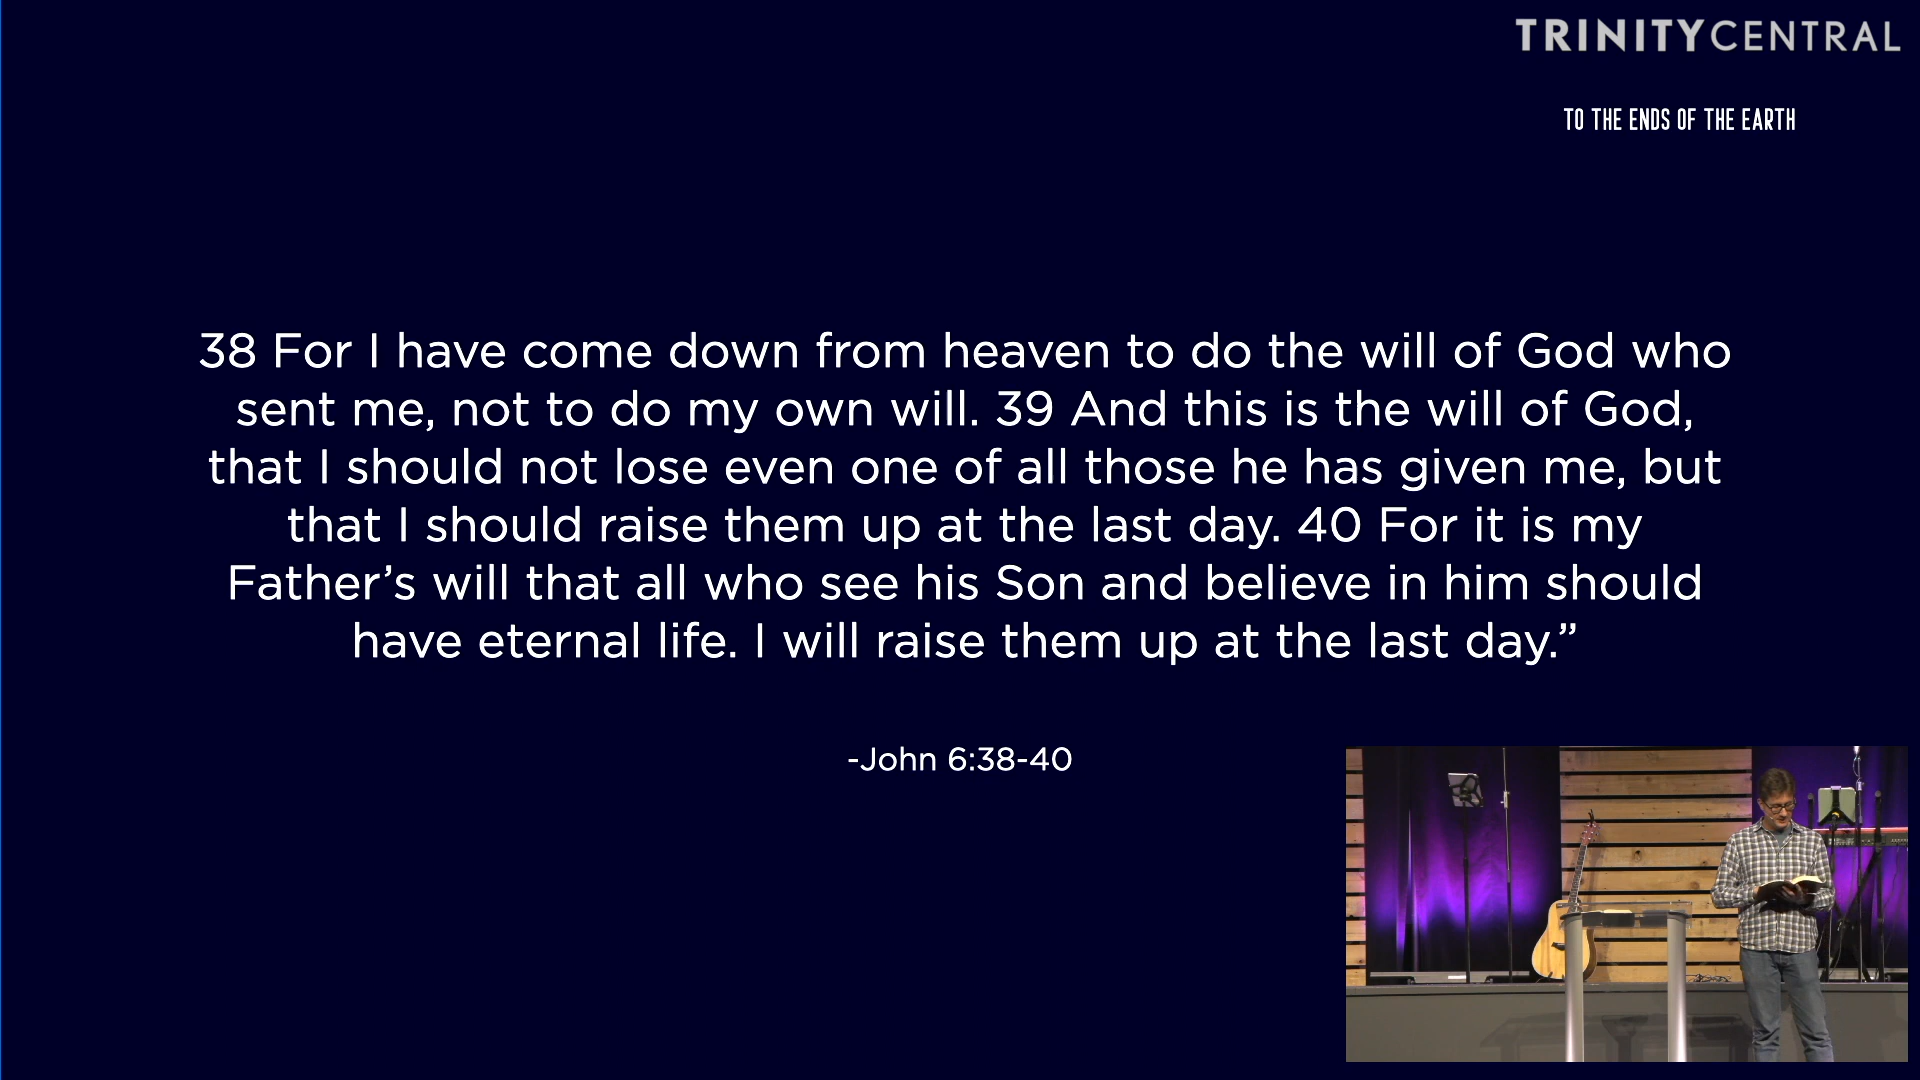 TRINITYCENTRAL
TO THE ENDS OF THE EARTH
38 For I have come down from heaven to do the will of God who
sent me, not to do my own will. 39 And this is the will of God,
that I should not lose even one of all those he has given me, but
that I should raise them up at the last day. 40 For it is my
Father’s will that all who see his Son and believe in him should
have eternal life. I will raise them up at the last day.”
-John 6:38-40